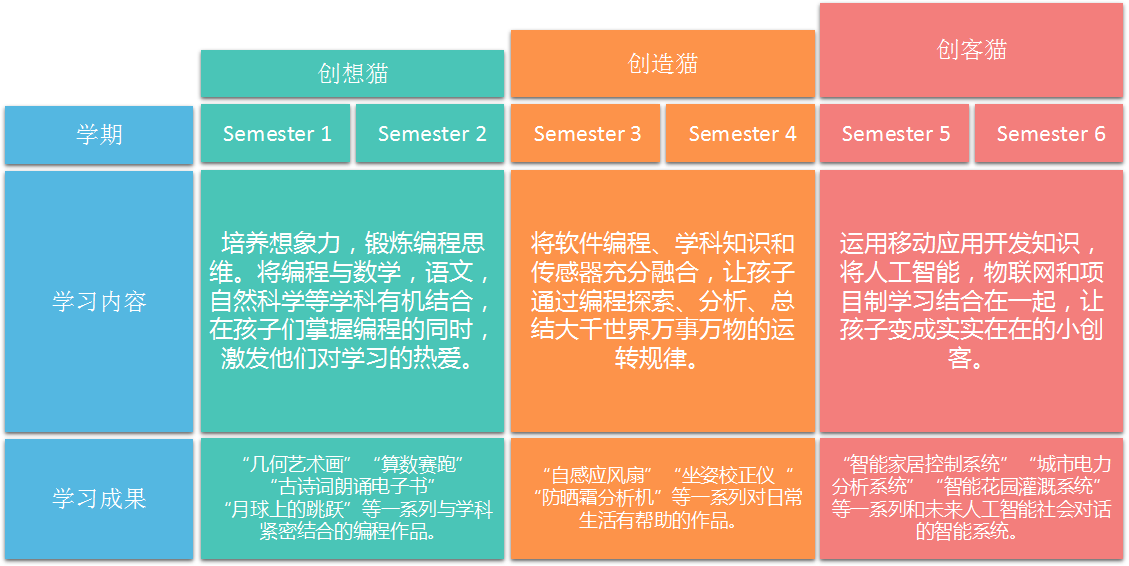 创想猫
创造猫
创客猫
学期
Semester 1
Semester 2
Semester 3
Semester 4
Semester 5
Semester 6
学习内容
培养想象力，锻炼编程思
维。将编程与数学，语文，
自然科学等学科有机结合，
在孩子们掌握编程的同时，
激发他们对学习的热爱。
将软件编程、学科知识和
传感器充分融合，让孩子
通过编程探索、分析、总
结大千世界万事万物的运
转规律。
运用移动应用开发知识，
将人工智能，物联网和项
目制学习结合在一起，让
孩子变成实实在在的小创
客。
学习成果
“几何艺术画”“算数赛跑”
“古诗词朗诵电子书”
“月球上的跳跃”等一系列与学科
紧密结合的编程作品。
“自感应风扇”“坐姿校正仪“
“防晒霜分析机”等一系列对日常
生活有帮助的作品。
“智能家居控制系统”“城市电力
分析系统”“智能花园灌溉系统”
等一系列和未来人工智能社会对话
的智能系统。